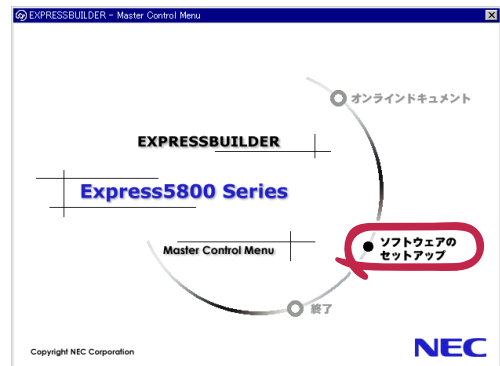 EXPRESSBUILDER - Master Control Menu
オンラインドキュメント
EXPRESSBUILDER
Express5800 Series
Master Control Menu
ソフトウェアの
セットアップ
終了
Copyright NEC Corporation
NEC